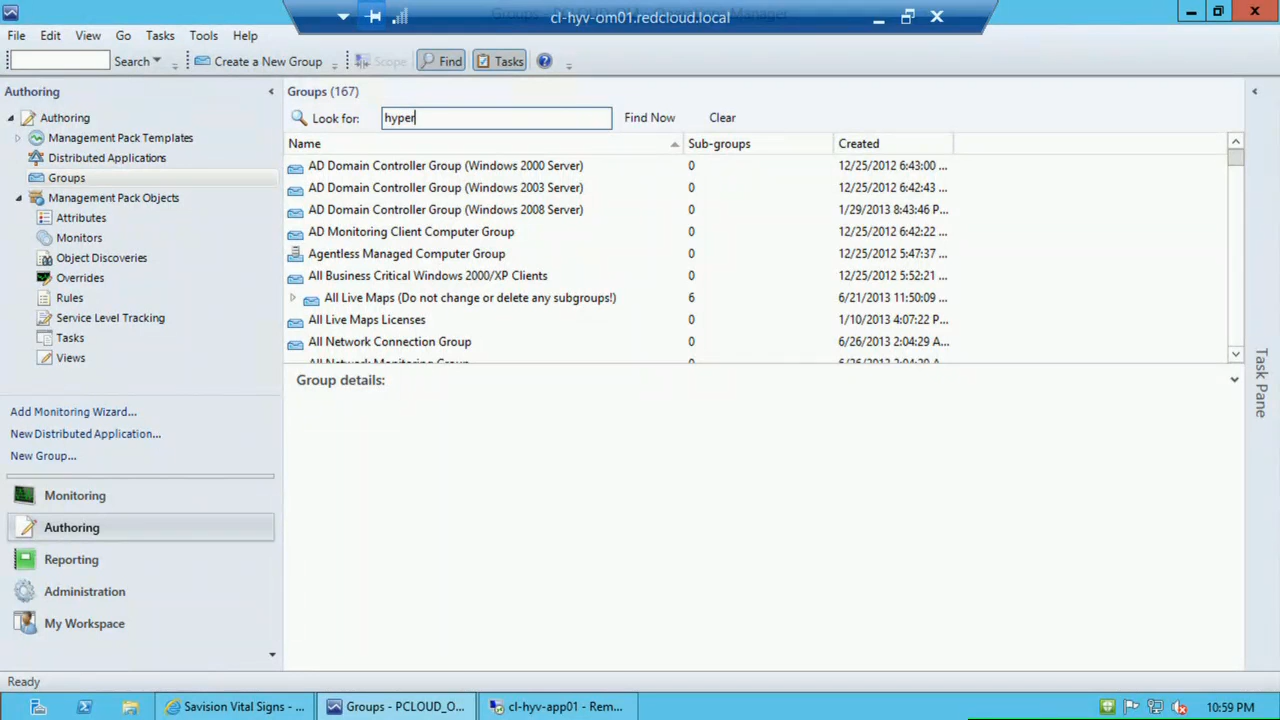 cl-hyv-om01.redcloud.local
File Edit View Go Tasks Tools Help
Search Create a New Group Scope Find Tasks
Authoring
Authoring
Management Pack Templates
Distributed Applications
Groups
Management Pack Objects
Attributes
Monitors
Object Discoveries
Overrides
Rules
Service Level Tracking
Tasks
Views
Add Monitoring Wizard...
New Distributed Application...
New Group...
Monitoring
Authoring
Reporting
Administration
My Workspace
Groups (167)
Look for: hyper Find Now Clear
Name Sub-groups Created
AD Domain Controller Group (Windows 2000 Server) 0 12/25/2012 6:43:00 ...
AD Domain Controller Group (Windows 2003 Server) 0 12/25/2012 6:42:43 ...
AD Domain Controller Group (Windows 2008 Server) 0 1/29/2013 8:43:46 P...
AD Monitoring Client Computer Group 0 12/25/2012 6:42:22 ...
Agentless Managed Computer Group 0 12/25/2012 5:47:37 ...
All Business Critical Windows 2000/XP Clients 0 12/25/2012 5:52:21 ...
All Live Maps (Do not change or delete any subgroups!) 6 6/21/2013 11:50:09 ...
All Live Maps Licenses 0 1/10/2013 4:07:22 P...
All Network Connection Group 0 6/26/2013 2:04:29 A...
All Network Monitoring Group 0
Group details:
Task Pane
Ready
Savision Vital Signs - ... Groups - PCLOUD_O... cl-hyv-app01 - Rem... 10:59 PM